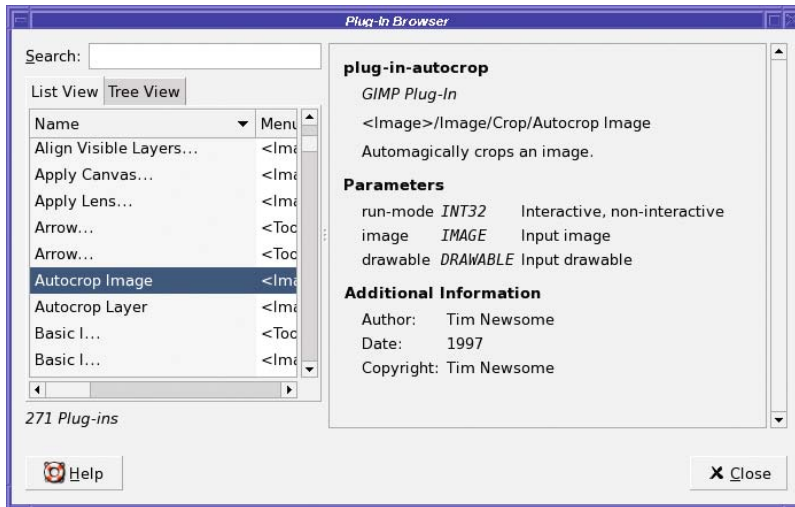 Plug-In Browser
Search:
List View Tree View
Name Menu
Align Visible Layers... <Ima
Apply Canvas... <Ima
Apply Lens... <Ima
Arrow... <Too
Arrow... <Too
Autocrop Image <Ima
Autocrop Layer <Ima
Basic I... <Too
Basic I... <Ima
271 Plug-ins
plug-in-autocrop
GIMP Plug-In
<Image>/Image/Crop/Autocrop Image
Automagically crops an image.
Parameters
run-mode INT32 Interactive, non-interactive
image IMAGE Input image
drawable DRAWABLE Input drawable
Additional Information
Author: Tim Newsome
Date: 1997
Copyright: Tim Newsome
Help
Close